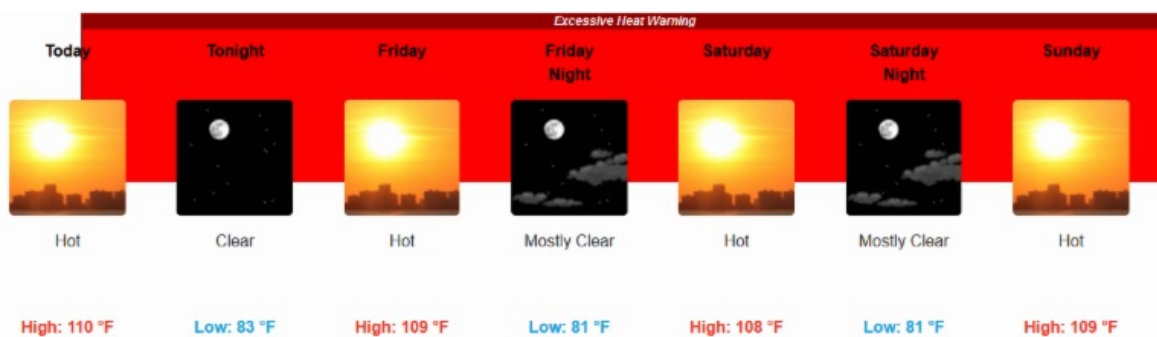 Excessive Heat Warning
Today Tonight Friday Friday Saturday Saturday Sunday
Night Night
Hot Clear Hot Mostly Clear Hot Mostly Clear Hot
High: 110 °F Low: 83 °F High: 109 °F Low: 81 °F High: 108 °F Low: 81 °F High: 109 °F